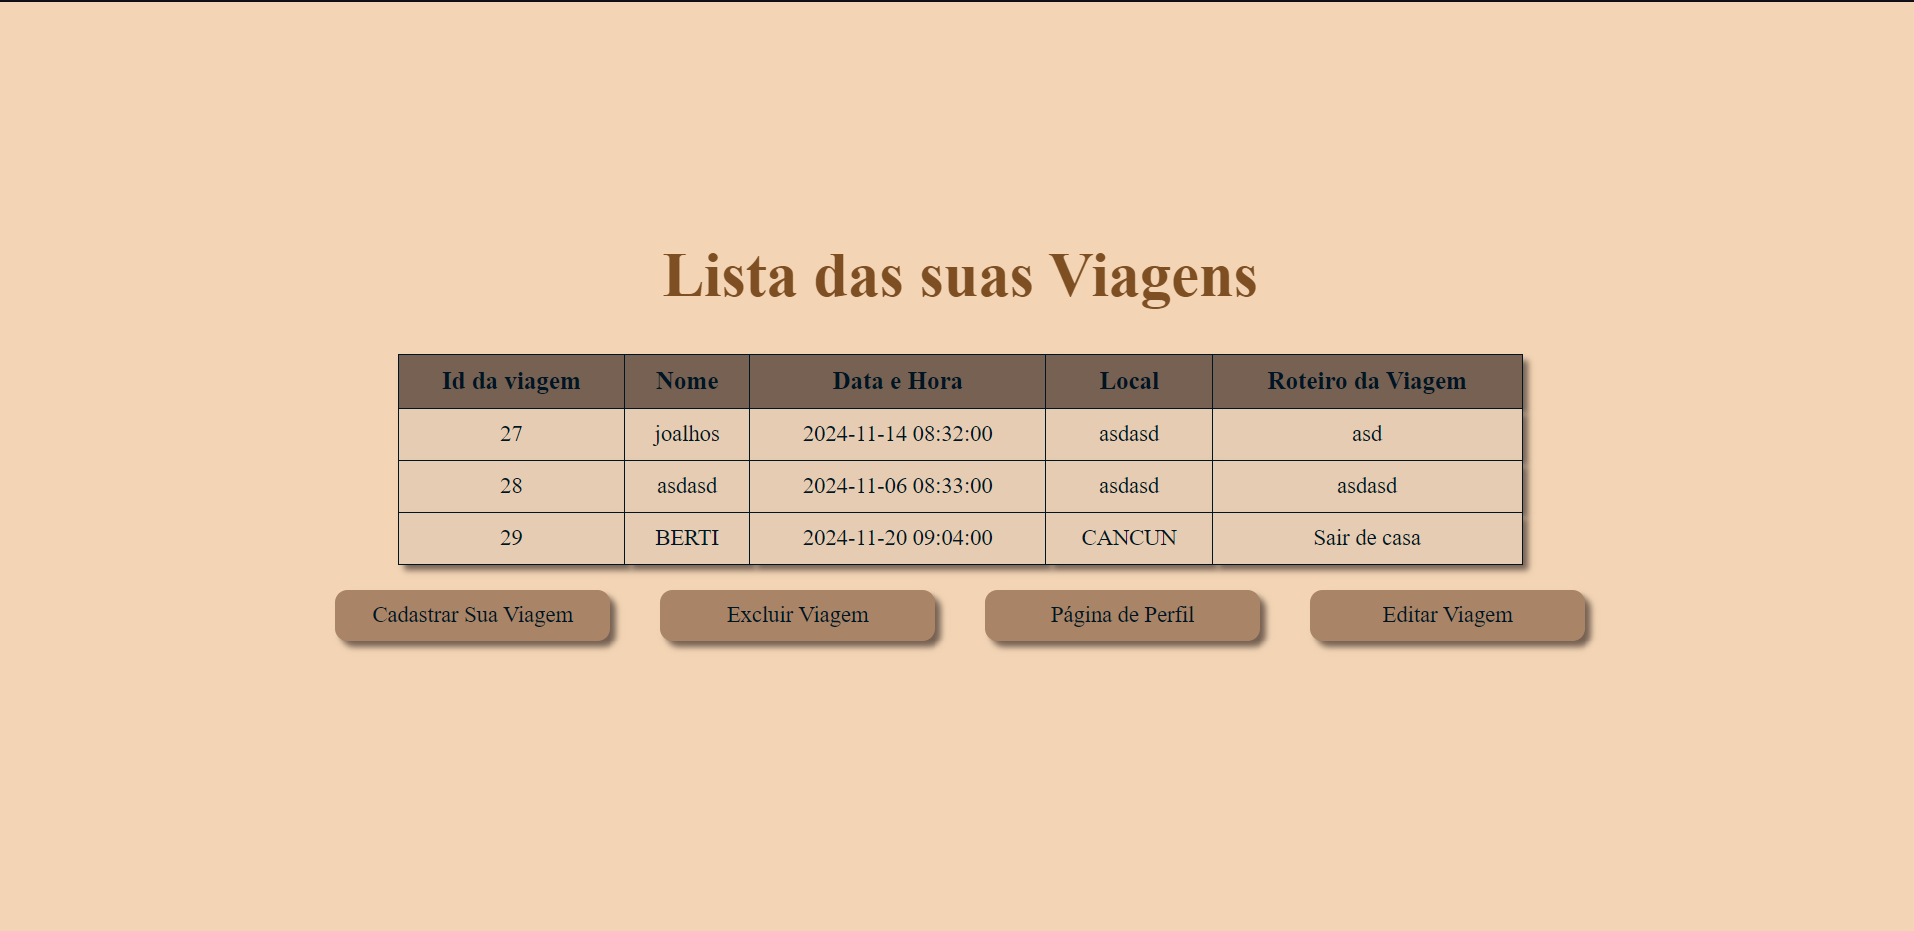 Lista das suas Viagens
Id da viagem Nome Data e Hora Local Roteiro da Viagem
27 joalhos 2024-11-14 08:32:00 asdasd asd
28 asdasd 2024-11-06 08:33:00 asdasd asdasd
29 BERTI 2024-11-20 09:04:00 CANCUN Sair de casa
Cadastrar Sua Viagem Excluir Viagem Página de Perfil Editar Viagem